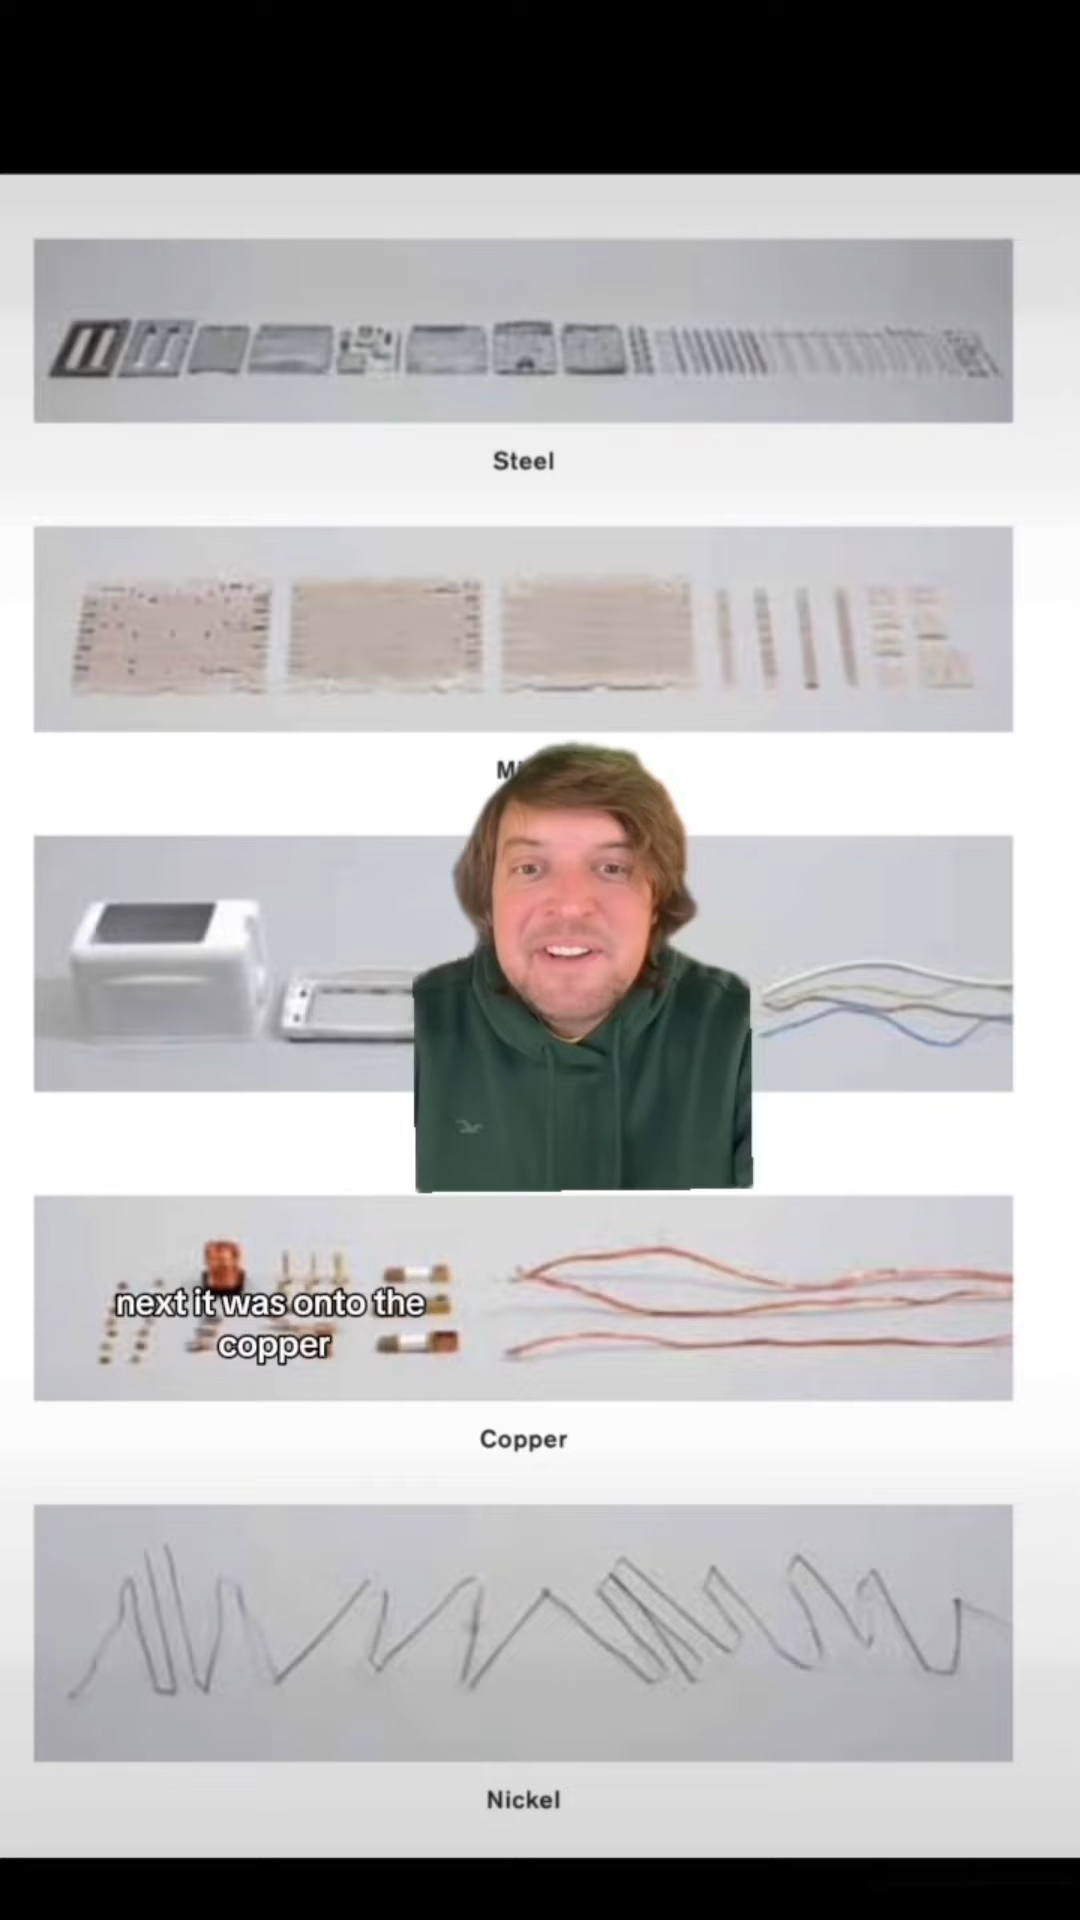 Steel
next it was onto the
copper
Copper
Nickel